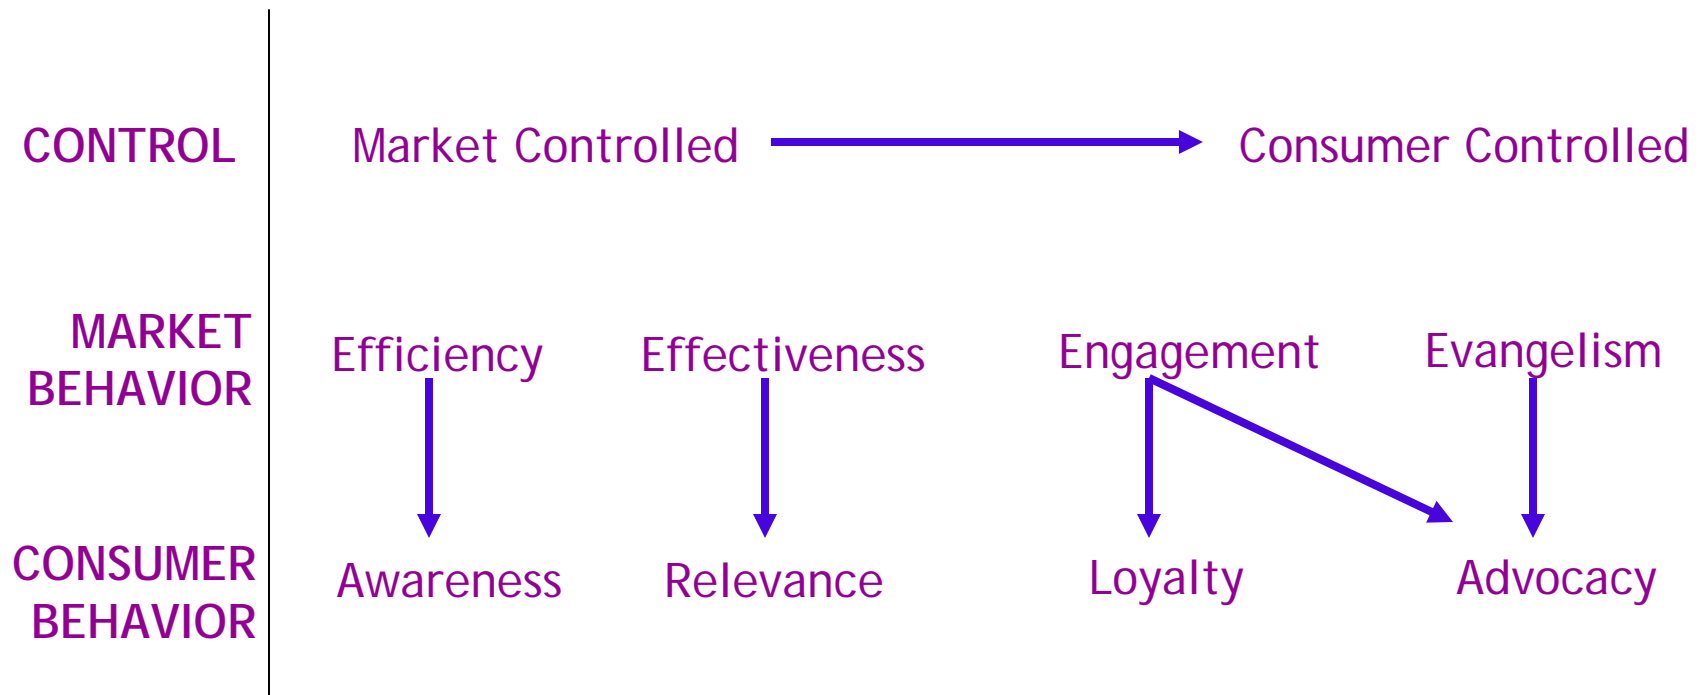 CONTROL
Market Controlled
Consumer Controlled
MARKET
BEHAVIOR
Efficiency
Effectiveness
Engagement
Evangelism
CONSUMER
BEHAVIOR
Awareness
Relevance
Loyalty
Advocacy